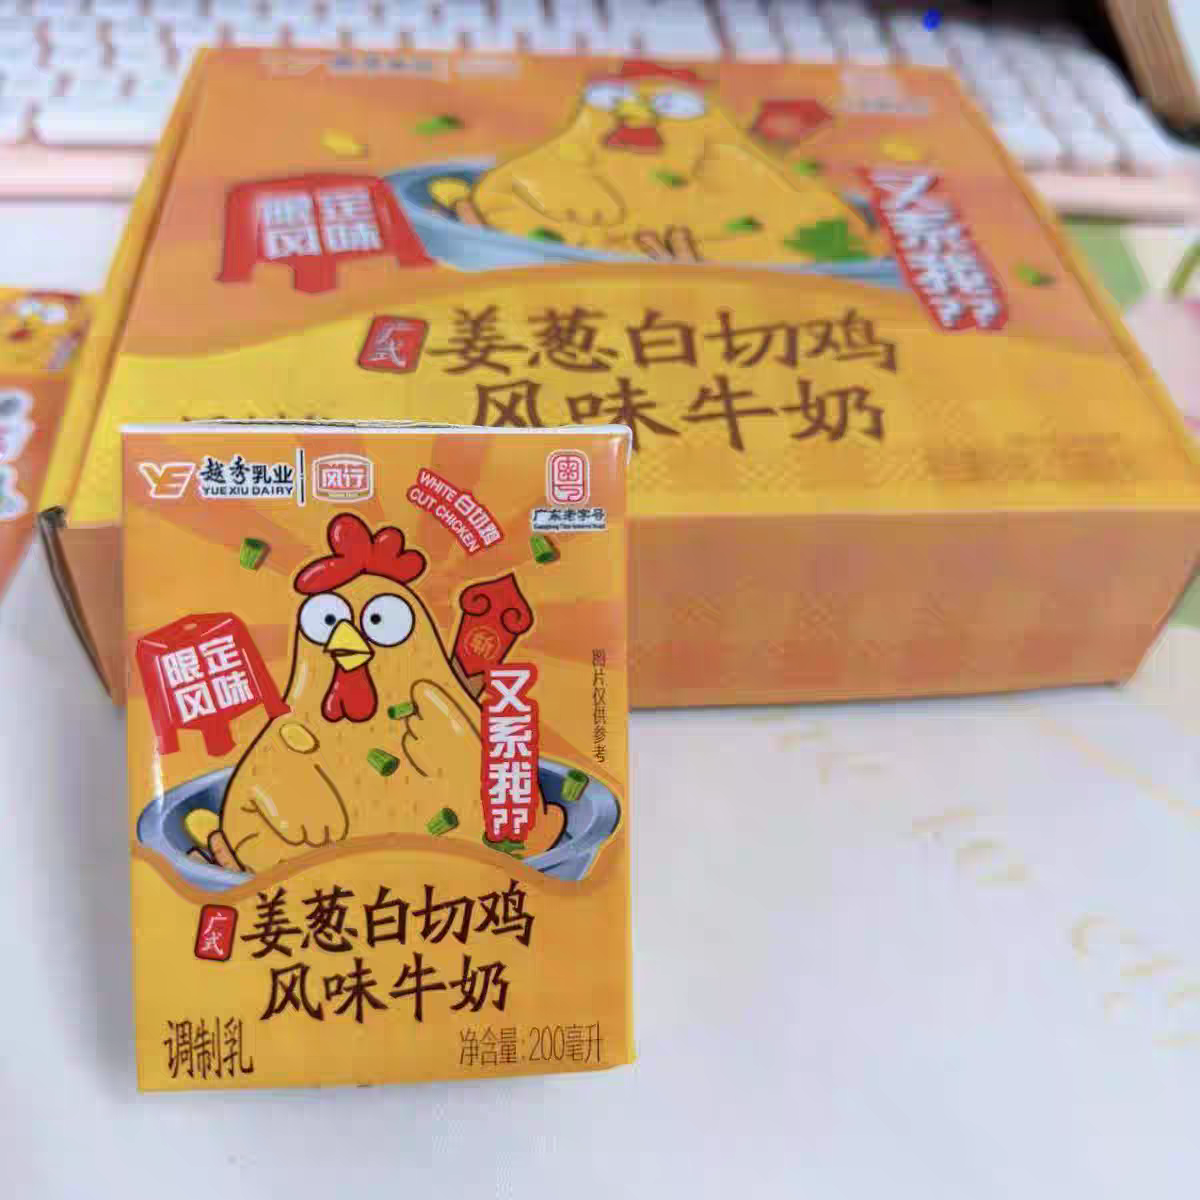 限定
风味
又系我??
广式
姜葱白切鸡
风味牛奶
越秀乳业
YUEXIU DAIRY
风行
WHITE 白切鸡
CUT CHICKEN
粤
广东老字号
限定
风味
新
又系我??
图片仅供参考
广式
姜葱白切鸡
风味牛奶
调制乳
净含量:200毫升